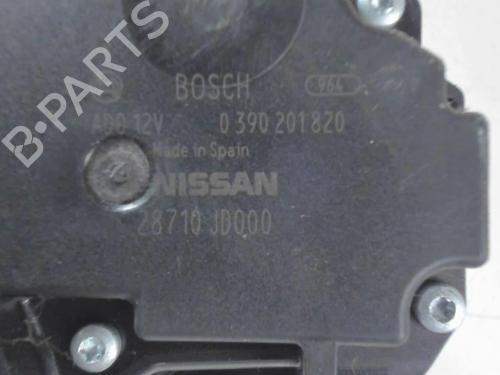 BOSCH 964
ADO 12V 0 390 201 820
Made in Spain
NISSAN
28710 JD000
B-PARTS